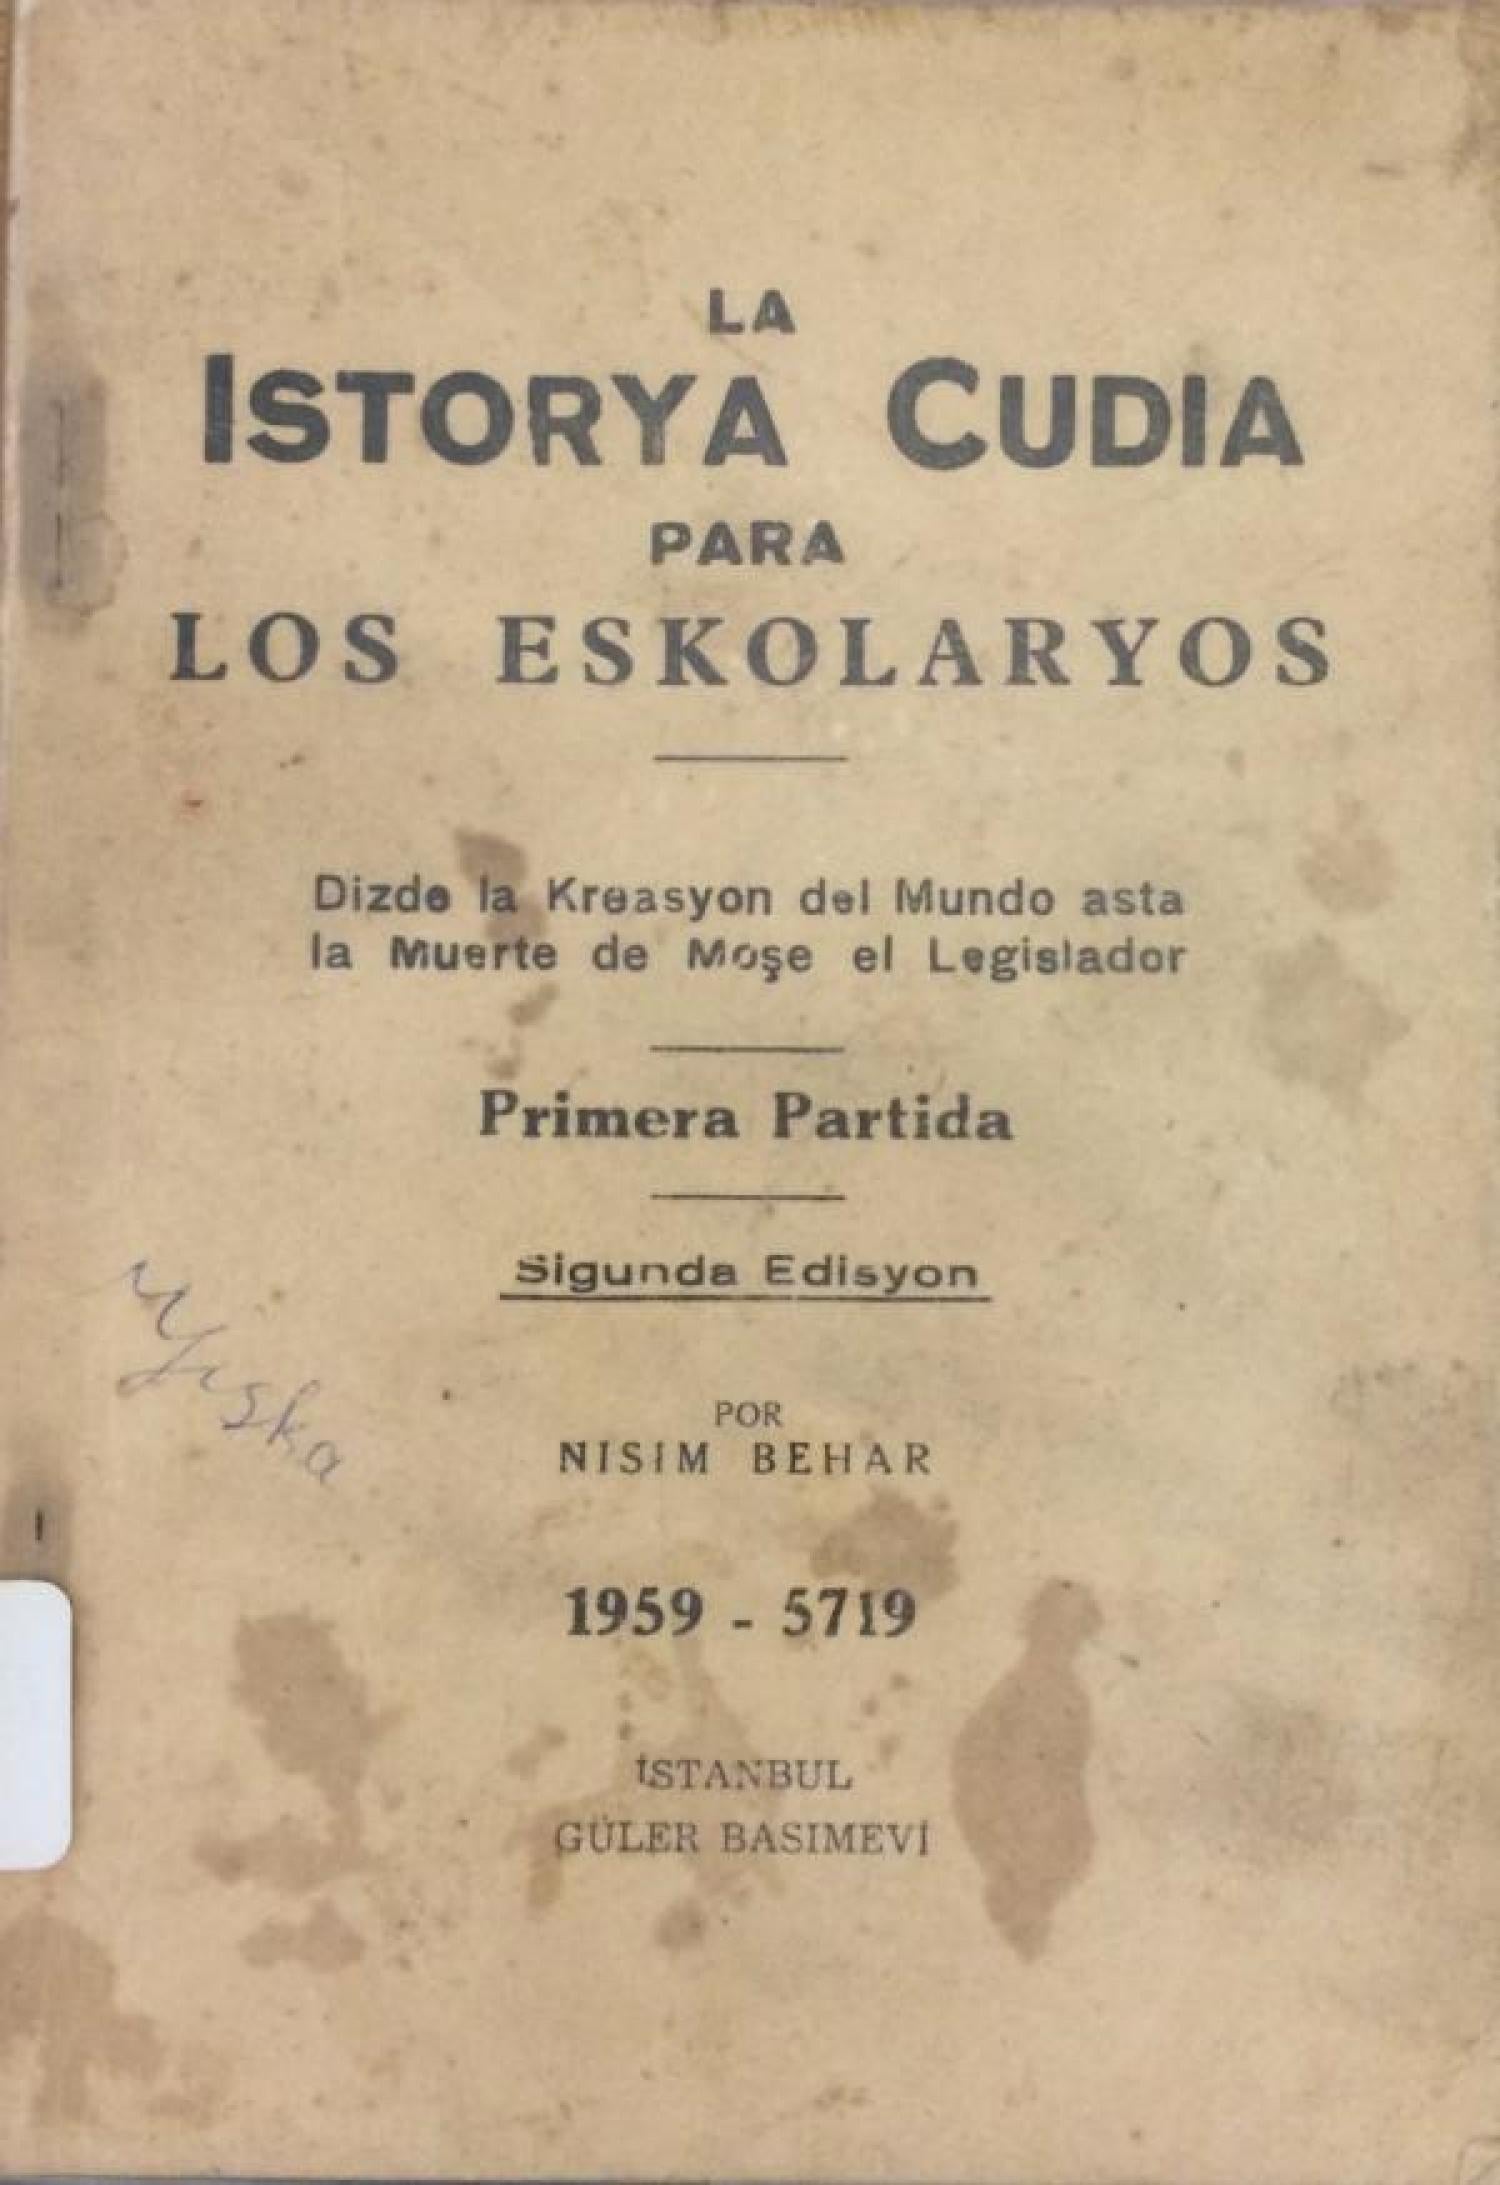 LA
ISTORYA CUDIA
PARA
LOS ESKOLARYOS
Dizde la Kreasyon del Mundo asta
la Muerte de Moşe el Legislador
Primera Partida
Sigunda Edisyon
POR
NISIM BEHAR
1959 - 5719
İSTANBUL
GÜLER BASIMEVİ